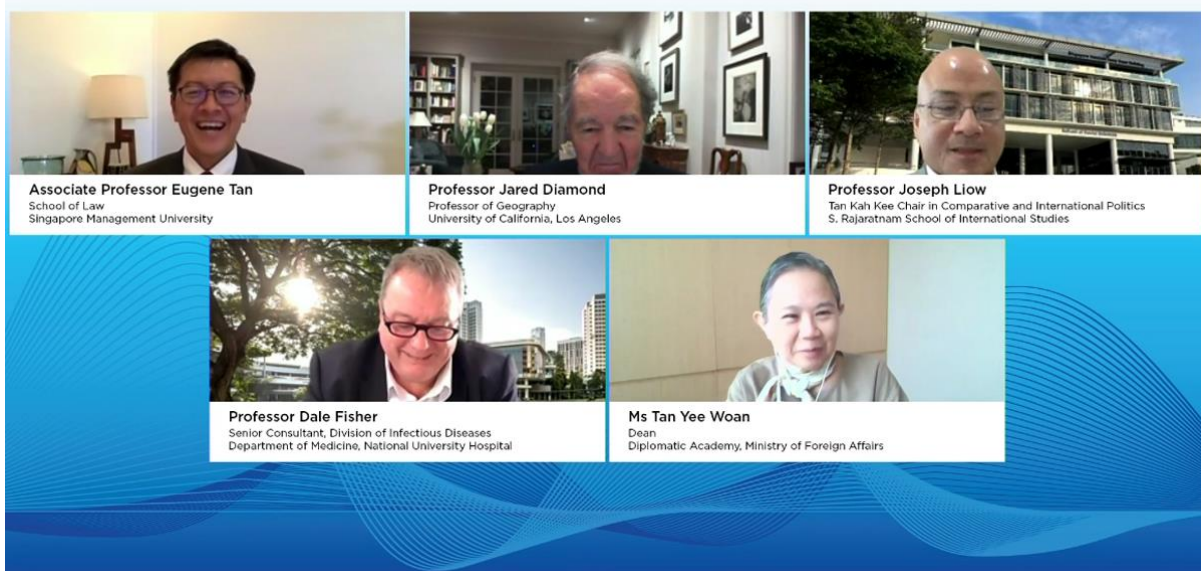 Associate Professor Eugene Tan
School of Law
Singapore Management University
Professor Jared Diamond
Professor of Geography
University of California, Los Angeles
Professor Joseph Liow
Tan Kah Kee Chair in Comparative and International Politics
S. Rajaratnam School of International Studies
Professor Dale Fisher
Senior Consultant, Division of Infectious Diseases
Department of Medicine, National University Hospital
Ms Tan Yee Woan
Dean
Diplomatic Academy, Ministry of Foreign Affairs